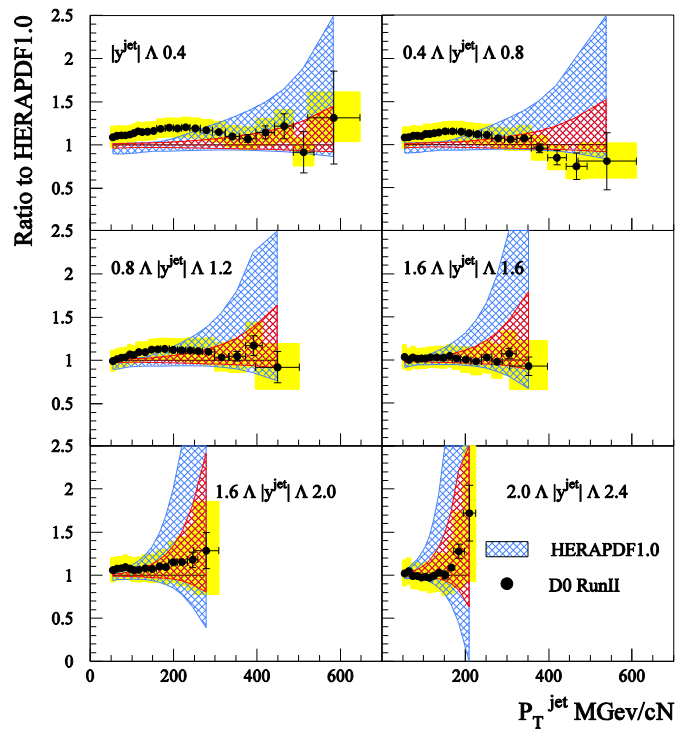 Ratio to HERAPDF1.0
2.5
2
1.5
1
0.5
|y^jet| Λ 0.4
0.4 Λ |y^jet| Λ 0.8
2.5
2
1.5
1
0.5
0.8 Λ |y^jet| Λ 1.2
1.6 Λ |y^jet| Λ 1.6
2.5
2
1.5
1
0.5
0
1.6 Λ |y^jet| Λ 2.0
2.0 Λ |y^jet| Λ 2.4
HERAPDF1.0
D0 RunII
0 200 400 600 200 400 600
P_T^jet MGev/cN